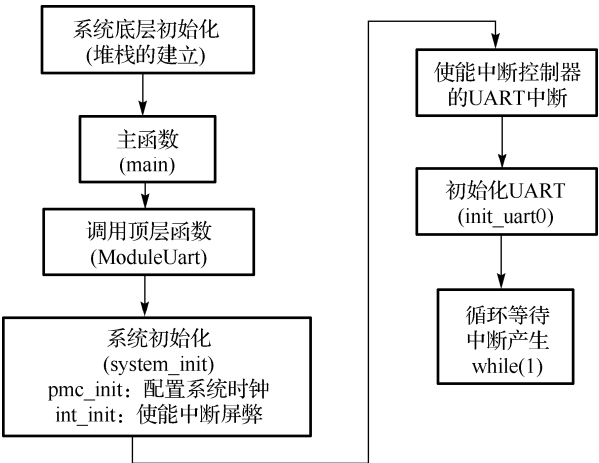 系统底层初始化
(堆栈的建立)
主函数
(main)
调用顶层函数
(ModuleUart)
系统初始化
(system_init)
pmc_init：配置系统时钟
int_init：使能中断屏弊
使能中断控制器
的UART中断
初始化UART
(init_uart0)
循环等待
中断产生
while(1)